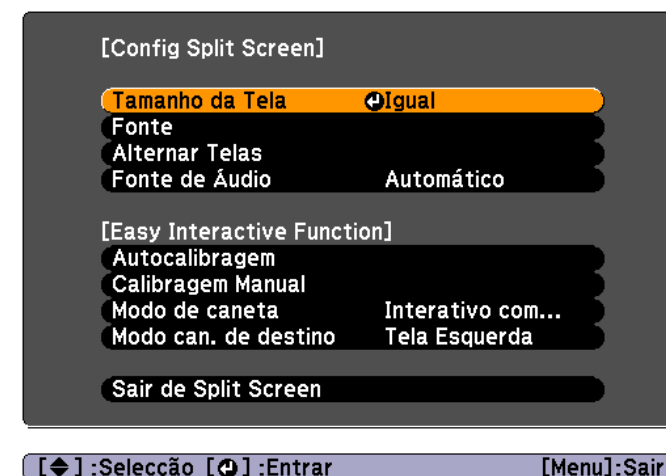 [Config Split Screen]
Tamanho da Tela Igual
Fonte
Alternar Telas
Fonte de Áudio Automático
[Easy Interactive Function]
Autocalibragem
Calibragem Manual
Modo de caneta Interativo com...
Modo can. de destino Tela Esquerda
Sair de Split Screen
[ ] :Selecção [ ] :Entrar [Menu]:Sair